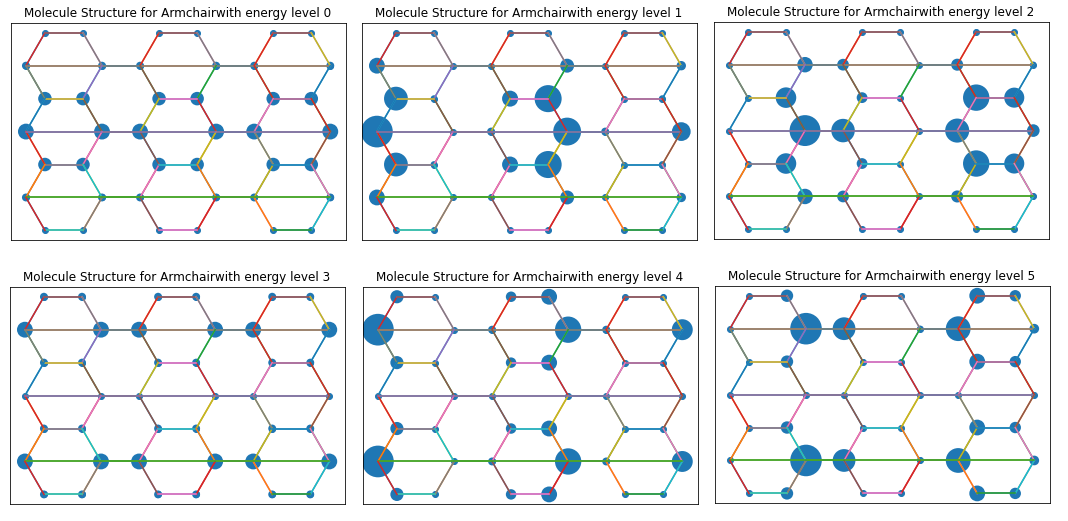 Molecule Structure for Armchairwith energy level 0
Molecule Structure for Armchairwith energy level 1
Molecule Structure for Armchairwith energy level 2
Molecule Structure for Armchairwith energy level 3
Molecule Structure for Armchairwith energy level 4
Molecule Structure for Armchairwith energy level 5